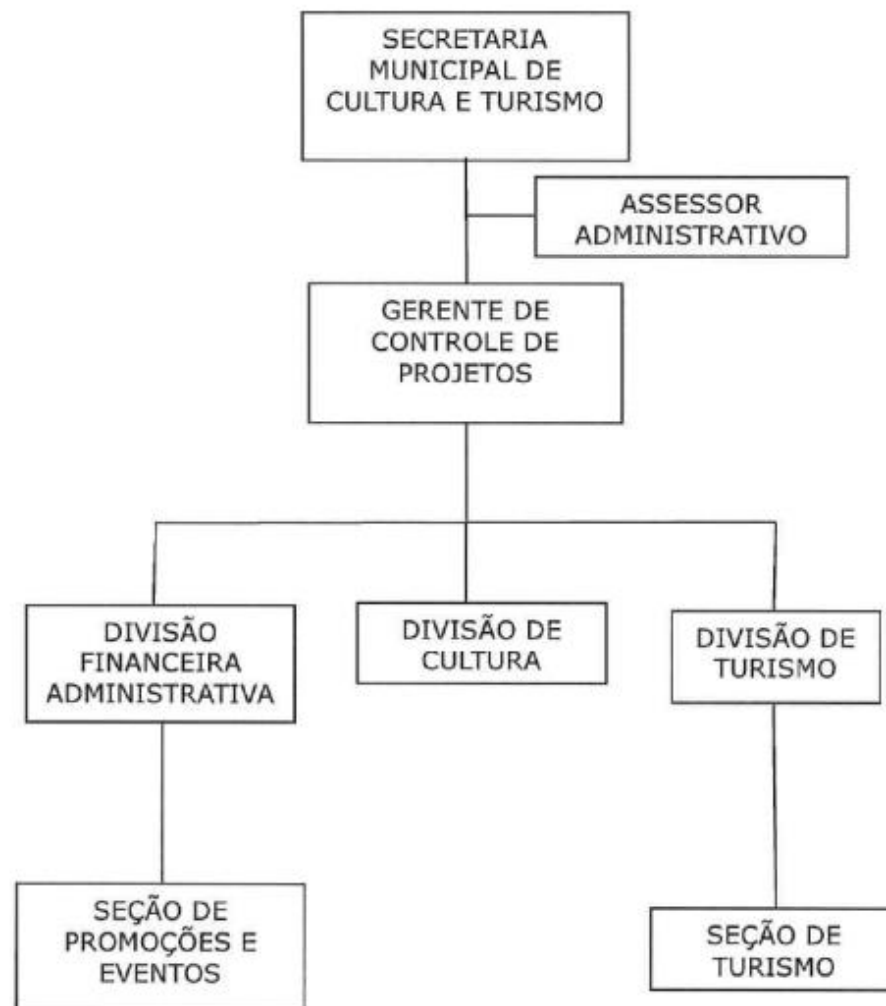 SECRETARIA
MUNICIPAL DE
CULTURA E TURISMO
ASSESSOR
ADMINISTRATIVO
GERENTE DE
CONTROLE DE
PROJETOS
DIVISÃO
FINANCEIRA
ADMINISTRATIVA
DIVISÃO DE
CULTURA
DIVISÃO DE
TURISMO
SEÇÃO DE
PROMOÇÕES E
EVENTOS
SEÇÃO DE
TURISMO